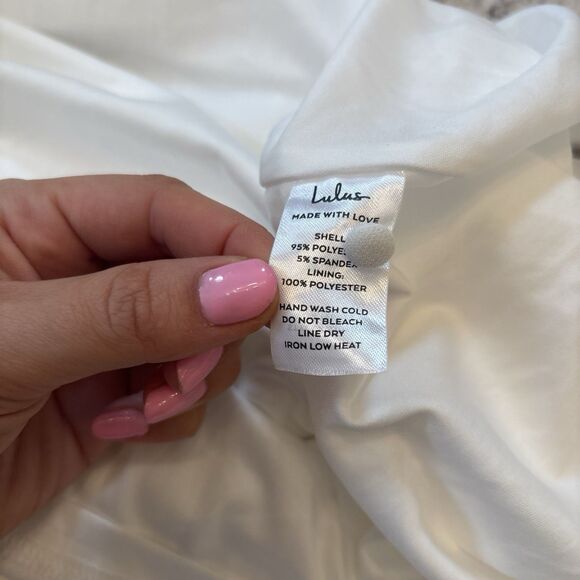 Lulus
MADE WITH LOVE
SHELL
95% POLYE
5% SPANDEX
LINING:
100% POLYESTER
HAND WASH COLD
DO NOT BLEACH
LINE DRY
IRON LOW HEAT